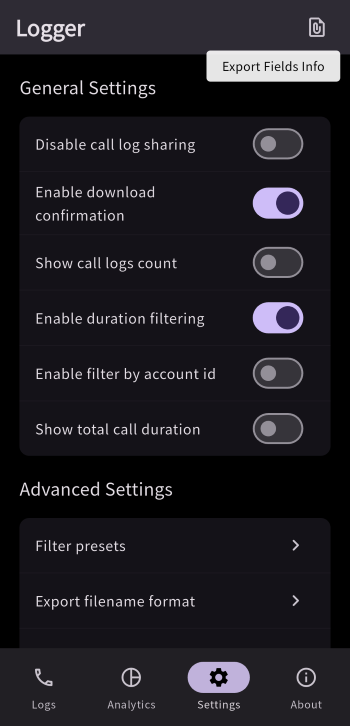 Logger
Export Fields Info
General Settings
Disable call log sharing
Enable download
confirmation
Show call logs count
Enable duration filtering
Enable filter by account id
Show total call duration
Advanced Settings
Filter presets
Export filename format
Logs
Analytics
Settings
About